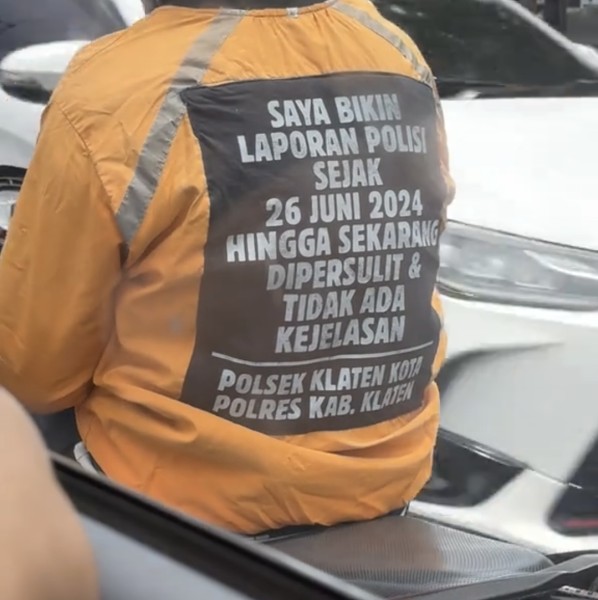 SAYA BIKIN
LAPORAN POLISI
SEJAK
26 JUNI 2024
HINGGA SEKARANG
DIPERSULIT &
TIDAK ADA
KEJELASAN
POLSEK KLATEN KOTA
POLRES KAB. KLATEN